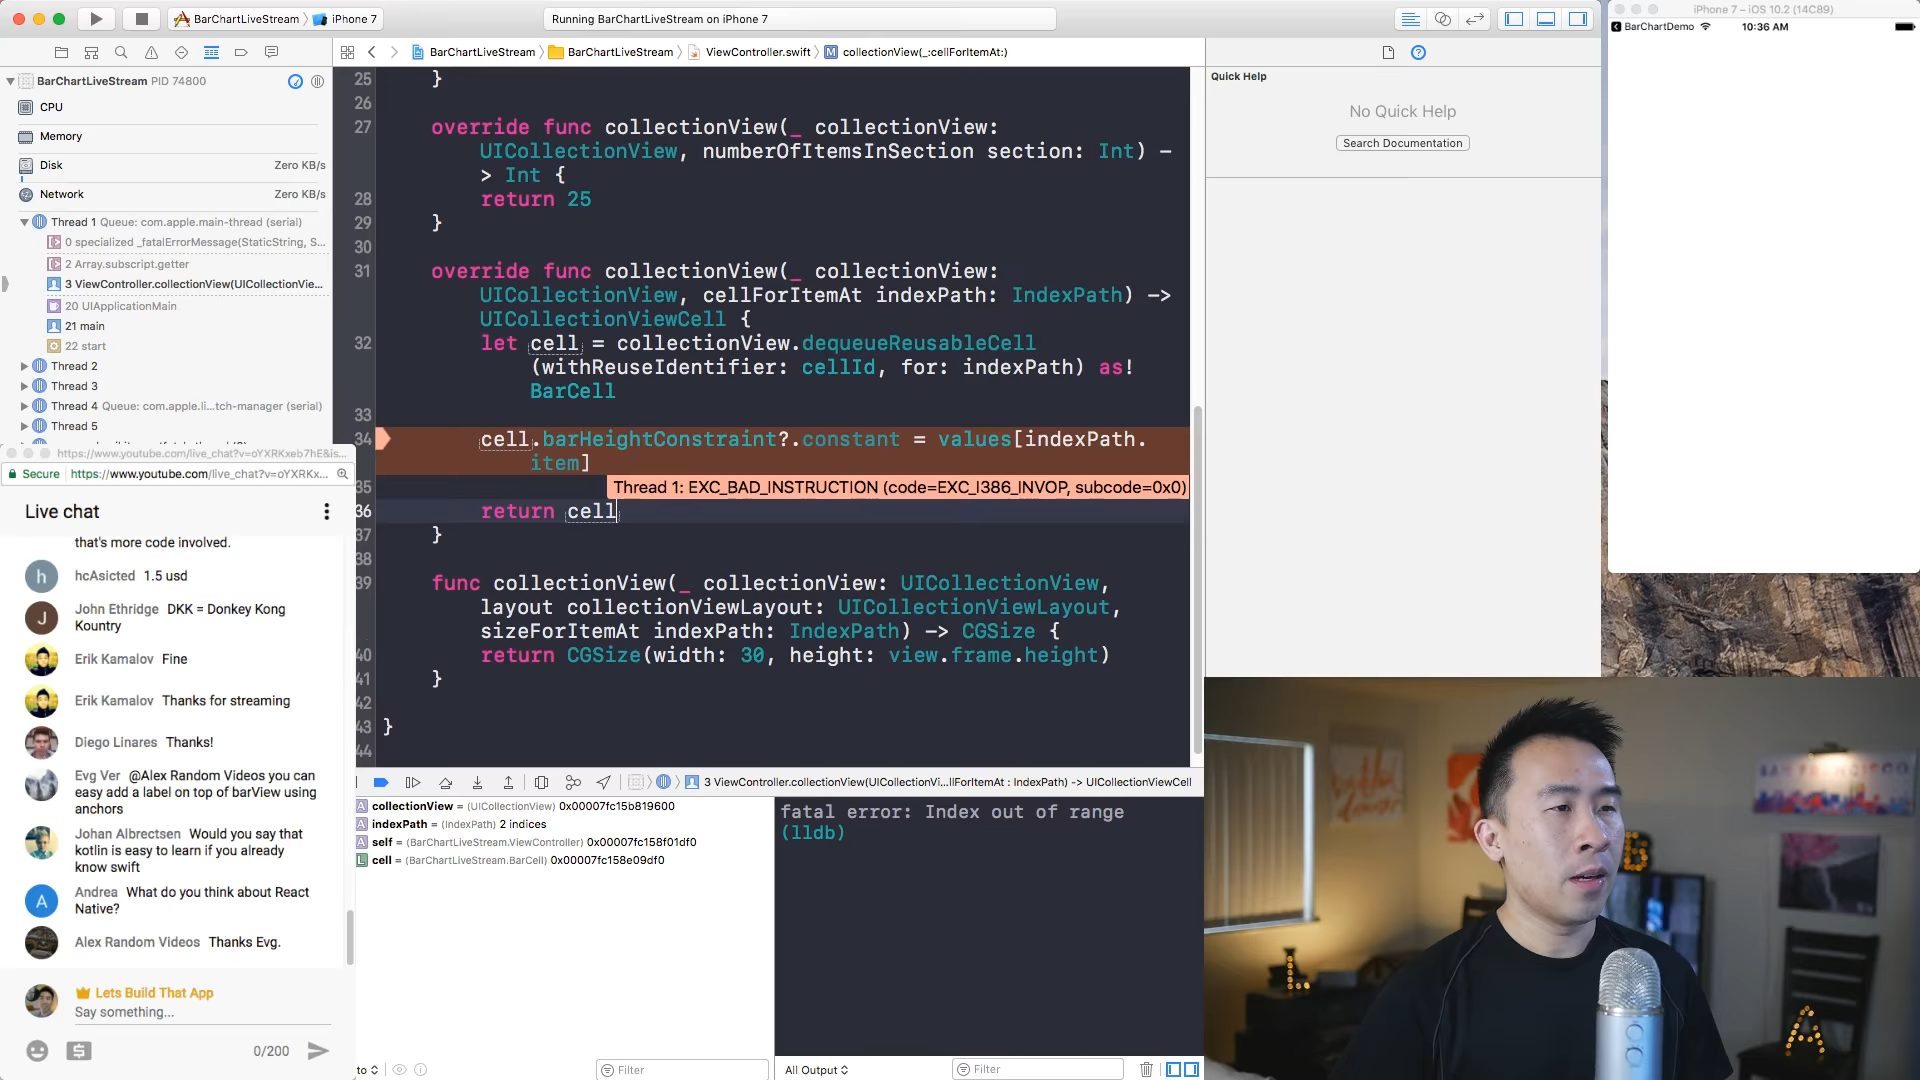 BarChartLiveStream
iPhone 7
Running BarChartLiveStream on iPhone 7
iPhone 7 – iOS 10.2 (14C89)
BarChartDemo
10:36 AM
BarChartLiveStream
BarChartLiveStream
ViewController.swift
collectionView(_:cellForItemAt:)
BarChartLiveStream PID 74800
CPU
Memory
Disk Zero KB/s
Network Zero KB/s
Thread 1 Queue: com.apple.main-thread (serial)
0 specialized _fatalErrorMessage(StaticString, S...
2 Array.subscript.getter
3 ViewController.collectionView(UICollectionVie...
20 UIApplicationMain
21 main
22 start
Thread 2
Thread 3
Thread 4 Queue: com.apple.li...tch-manager (serial)
Thread 5
25 }
26
27 override func collectionView(_ collectionView:
UICollectionView, numberOfItemsInSection section: Int) -
> Int {
28 return 25
29 }
30
31 override func collectionView(_ collectionView:
UICollectionView, cellForItemAt indexPath: IndexPath) ->
UICollectionViewCell {
32 let cell = collectionView.dequeueReusableCell
(withReuseIdentifier: cellId, for: indexPath) as!
BarCell
33
34 cell.barHeightConstraint?.constant = values[indexPath.
item]
35 Thread 1: EXC_BAD_INSTRUCTION (code=EXC_I386_INVOP, subcode=0x0)
36 return cell
37 }
38
39 func collectionView(_ collectionView: UICollectionView,
layout collectionViewLayout: UICollectionViewLayout,
sizeForItemAt indexPath: IndexPath) -> CGSize {
40 return CGSize(width: 30, height: view.frame.height)
41 }
42
43 }
44
Quick Help
No Quick Help
Search Documentation
https://www.youtube.com/live_chat?v=oYXRKxeb7hE&is...
Secure https://www.youtube.com/live_chat?v=oYXRKx...
Live chat
that's more code involved.
h
hcAsicted 1.5 usd
J
John Ethridge DKK = Donkey Kong
Kountry
Erik Kamalov Fine
Erik Kamalov Thanks for streaming
Diego Linares Thanks!
Evg Ver @Alex Random Videos you can
easy add a label on top of barView using
anchors
Johan Albrectsen Would you say that
kotlin is easy to learn if you already
know swift
A
Andrea What do you think about React
Native?
Alex Random Videos Thanks Evg.
Lets Build That App
Say something...
0/200
3 ViewController.collectionView(UICollectionVi...llForItemAt : IndexPath) -> UICollectionViewCell
A collectionView = (UICollectionView) 0x00007fc15b819600
A indexPath = (IndexPath) 2 indices
A self = (BarChartLiveStream.ViewController) 0x00007fc158f01df0
L cell = (BarChartLiveStream.BarCell) 0x00007fc158e09df0
fatal error: Index out of range
(lldb)
to
Filter
All Output
Filter
SAN FRANCISCO
B
L
A